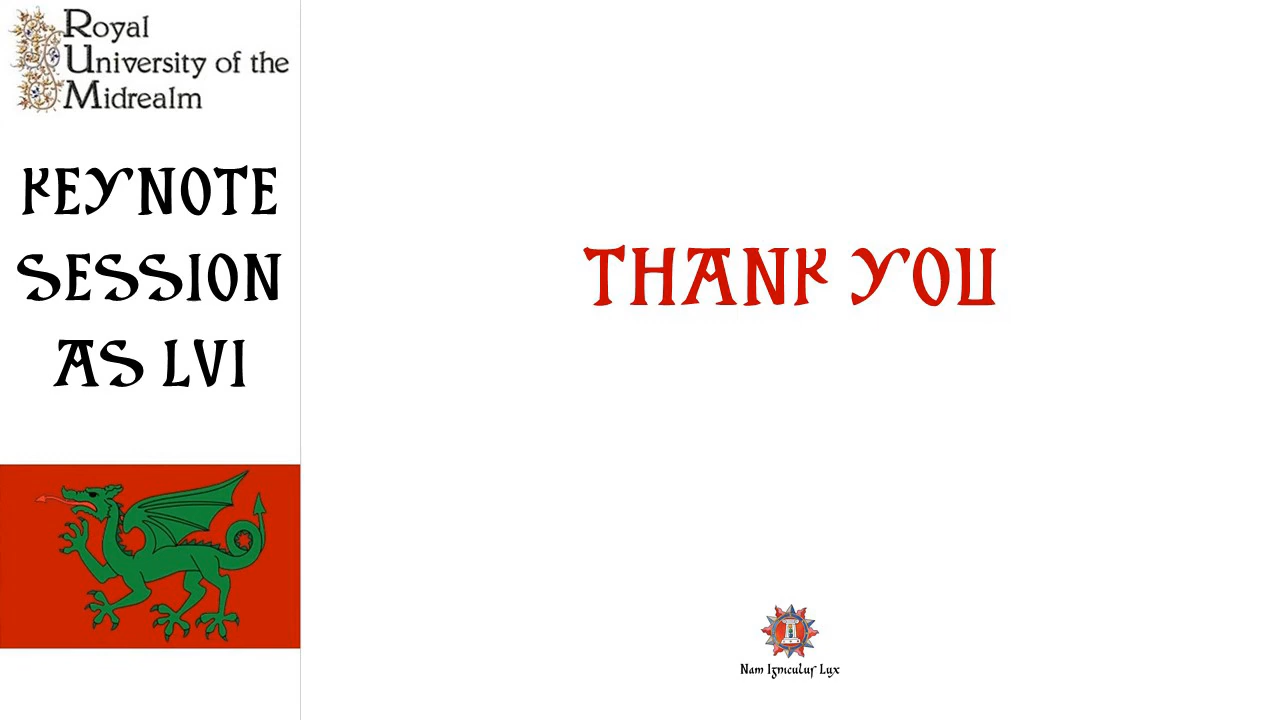 Royal
University of the
Midrealm
KEYNOTE
SESSION
AS LVI
THANK YOU
Nam Igniculus Lux